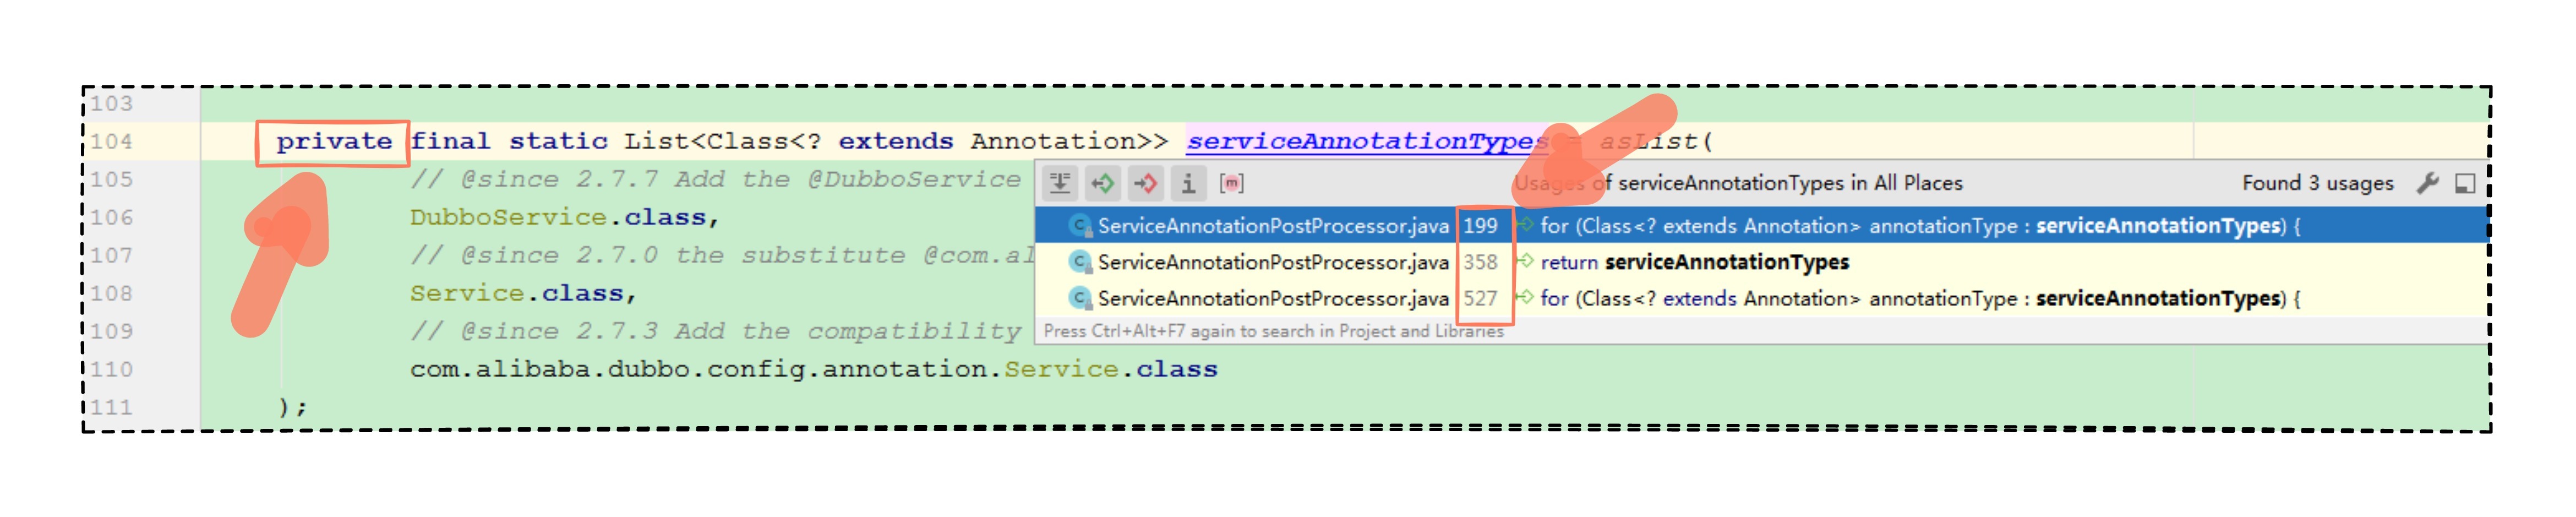 103
104 private final static List<Class<? extends Annotation>> serviceAnnotationTypes = asList(
105 // @since 2.7.7 Add the @DubboService
Usages of serviceAnnotationTypes in All Places Found 3 usages
106 DubboService.class,
ServiceAnnotationPostProcessor.java 199 for (Class<? extends Annotation> annotationType : serviceAnnotationTypes) {
107 // @since 2.7.0 the substitute @com.al
ServiceAnnotationPostProcessor.java 358 return serviceAnnotationTypes
108 Service.class,
ServiceAnnotationPostProcessor.java 527 for (Class<? extends Annotation> annotationType : serviceAnnotationTypes) {
109 // @since 2.7.3 Add the compatibility
Press Ctrl+Alt+F7 again to search in Project and Libraries
110 com.alibaba.dubbo.config.annotation.Service.class
111 );